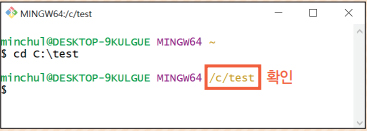 MINGW64:/c/test
minchul@DESKTOP-9KULGUE MINGW64 ~
$ cd C:\test
minchul@DESKTOP-9KULGUE MINGW64 /c/test 확인
$